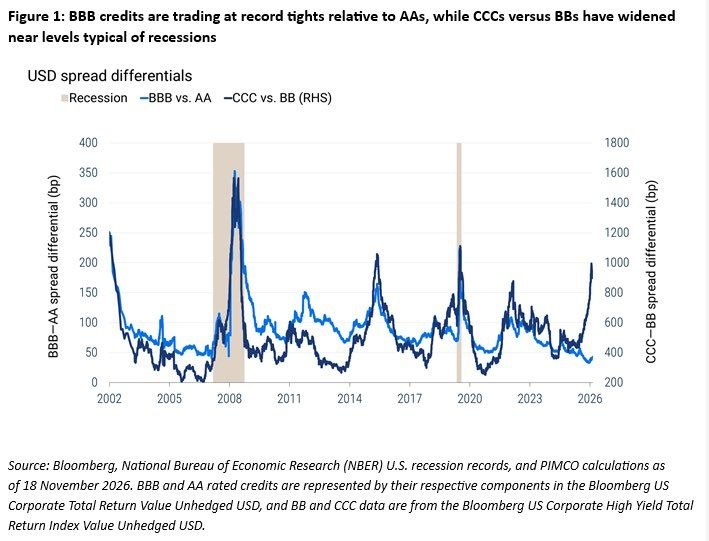 Figure 1: BBB credits are trading at record tights relative to AAs, while CCCs versus BBs have widened
near levels typical of recessions
USD spread differentials
Recession BBB vs. AA CCC vs. BB (RHS)
400 1800
350 1600
300 1400
250 1200
200 1000
150 800
100 600
50 400
0 200
BBB—AA spread differential (bp)
CCC—BB spread differential (bp)
2002 2005 2008 2011 2014 2017 2020 2023 2026
Source: Bloomberg, National Bureau of Economic Research (NBER) U.S. recession records, and PIMCO calculations as
of 18 November 2026. BBB and AA rated credits are represented by their respective components in the Bloomberg US
Corporate Total Return Value Unhedged USD, and BB and CCC data are from the Bloomberg US Corporate High Yield Total
Return Index Value Unhedged USD.